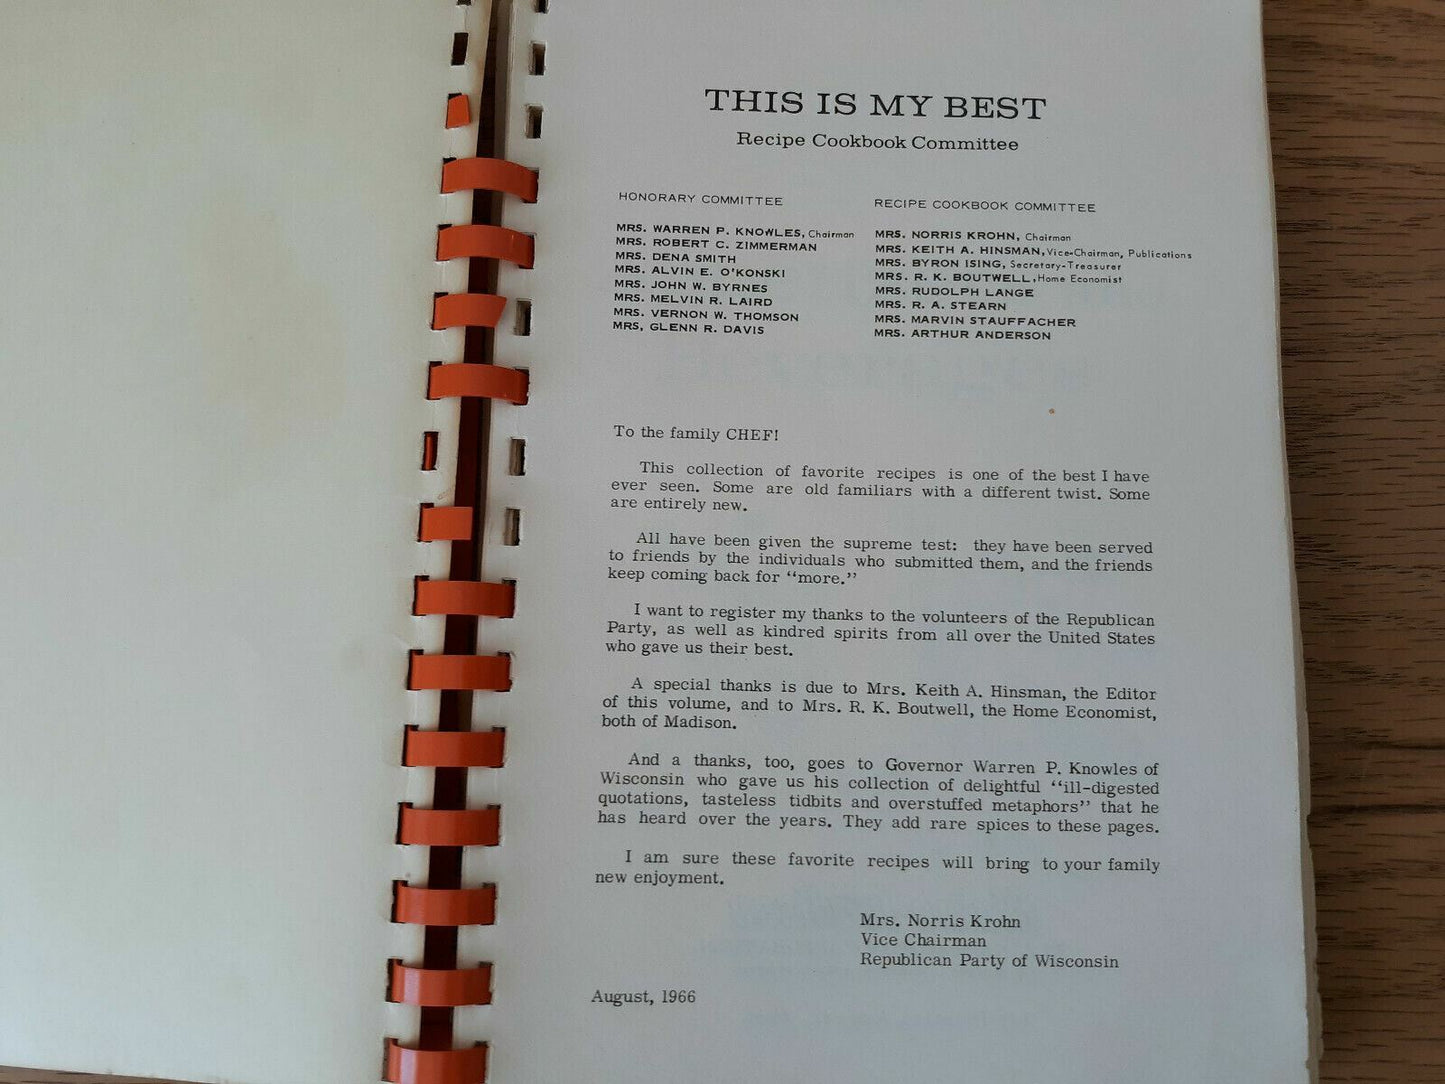 THIS IS MY BEST
Recipe Cookbook Committee
HONORARY COMMITTEE
MRS. WARREN P. KNOWLES, Chairman
MRS. ROBERT C. ZIMMERMAN
MRS. DENA SMITH
MRS. ALVIN E. O'KONSKI
MRS. JOHN W. BYRNES
MRS. MELVIN R. LAIRD
MRS. VERNON W. THOMSON
MRS, GLENN R. DAVIS
RECIPE COOKBOOK COMMITTEE
MRS. NORRIS KROHN, Chairman
MRS. KEITH A. HINSMAN, Vice-Chairman, Publications
MRS. BYRON ISING, Secretary-Treasurer
MRS. R. K. BOUTWELL, Home Economist
MRS. RUDOLPH LANGE
MRS. R. A. STEARN
MRS. MARVIN STAUFFACHER
MRS. ARTHUR ANDERSON
To the family CHEF!
This collection of favorite recipes is one of the best I have
ever seen. Some are old familiars with a different twist. Some
are entirely new.
All have been given the supreme test: they have been served
to friends by the individuals who submitted them, and the friends
keep coming back for "more."
I want to register my thanks to the volunteers of the Republican
Party, as well as kindred spirits from all over the United States
who gave us their best.
A special thanks is due to Mrs. Keith A. Hinsman, the Editor
of this volume, and to Mrs. R. K. Boutwell, the Home Economist,
both of Madison.
And a thanks, too, goes to Governor Warren P. Knowles of
Wisconsin who gave us his collection of delightful "ill-digested
quotations, tasteless tidbits and overstuffed metaphors" that he
has heard over the years. They add rare spices to these pages.
I am sure these favorite recipes will bring to your family
new enjoyment.
Mrs. Norris Krohn
Vice Chairman
Republican Party of Wisconsin
August, 1966